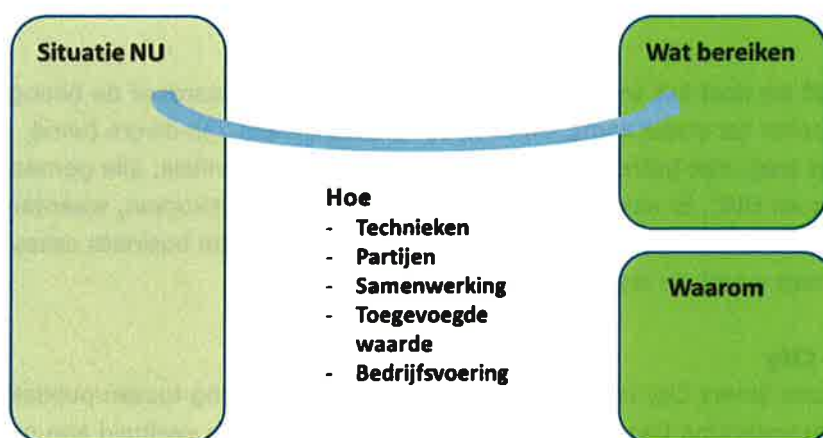 Situatie NU
Wat bereiken
Hoe
- Technieken
- Partijen
- Samenwerking
- Toegevoegde
waarde
- Bedrijfsvoering
Waarom